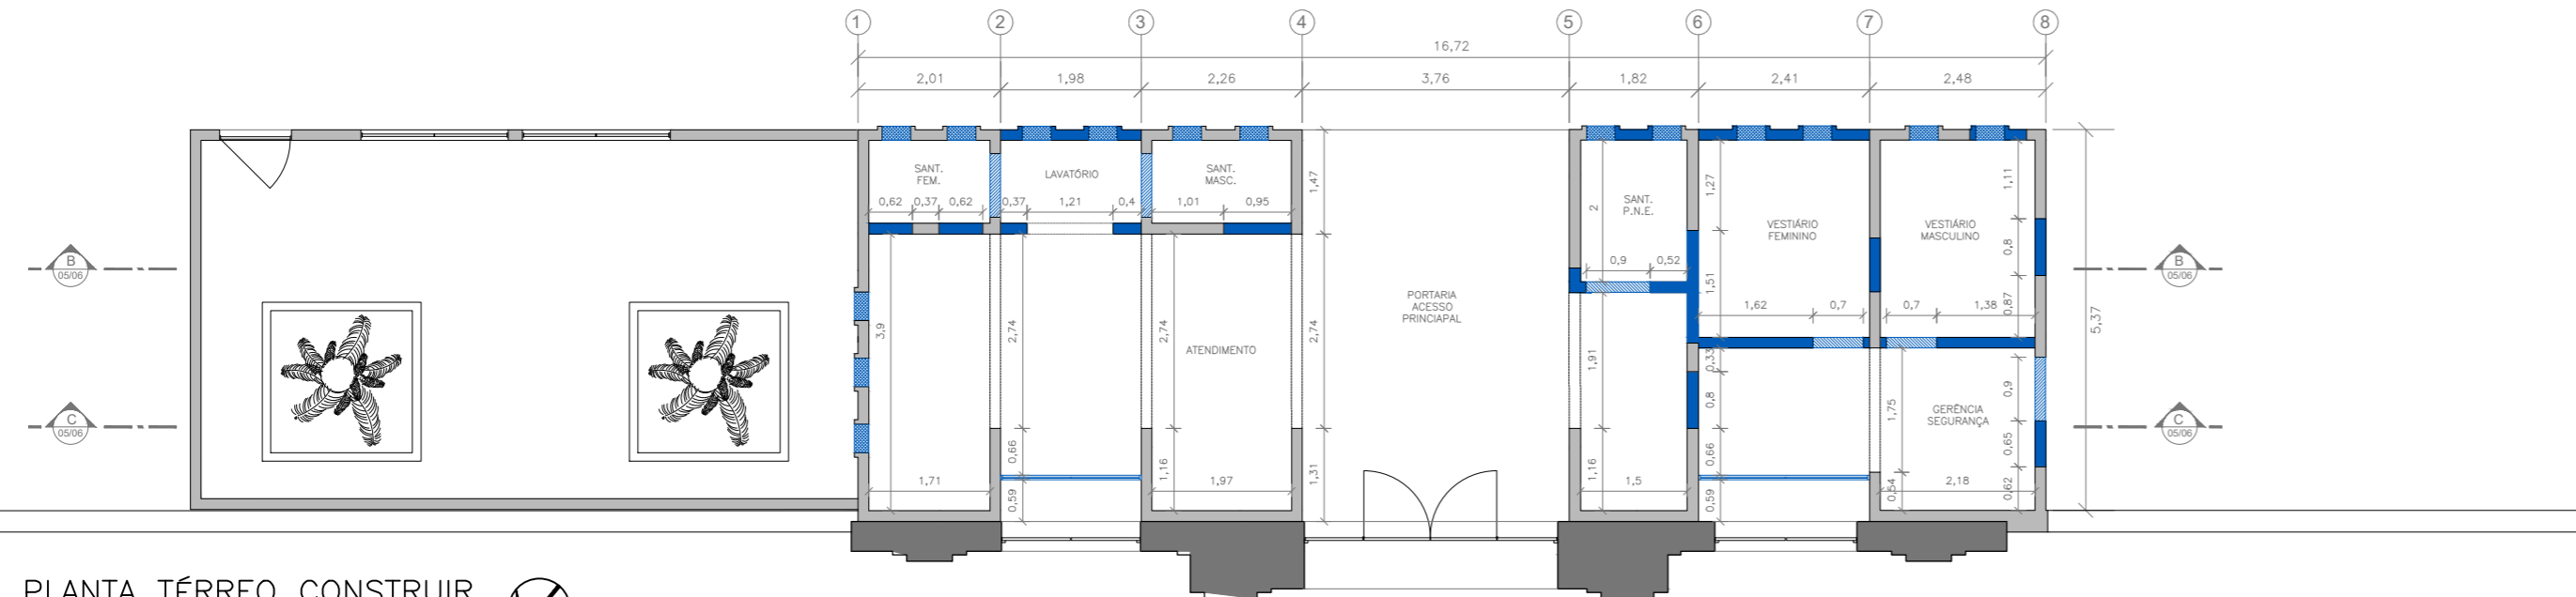 1 2 3 4 5 6 7 8
16,72
2,01 1,98 2,26 3,76 1,82 2,41 2,48
SANT.
FEM.
LAVATÓRIO
SANT.
MASC.
1,47
0,62 0,37 0,62 0,37 1,21 0,4 1,01 0,95
2
SANT.
P.N.E.
1,27
VESTIÁRIO
FEMININO
VESTIÁRIO
MASCULINO
1,11
0,8
B
05/06
B
05/06
0,9 0,52
1,51
1,62 0,7 0,7 1,38
0,87
5,37
3,9
2,74
2,74
2,74
ATENDIMENTO
PORTARIA
ACESSO
PRINCIAPAL
1,91
0,33
0,8
1,75
0,9
GERÊNCIA
SEGURANÇA
C
05/06
C
05/06
0,66
1,16
1,31
1,16
0,66
0,65
1,71
1,97
1,5
2,18
0,59
0,59
0,54
0,62
PLANTA TÉRREO CONSTRUIR